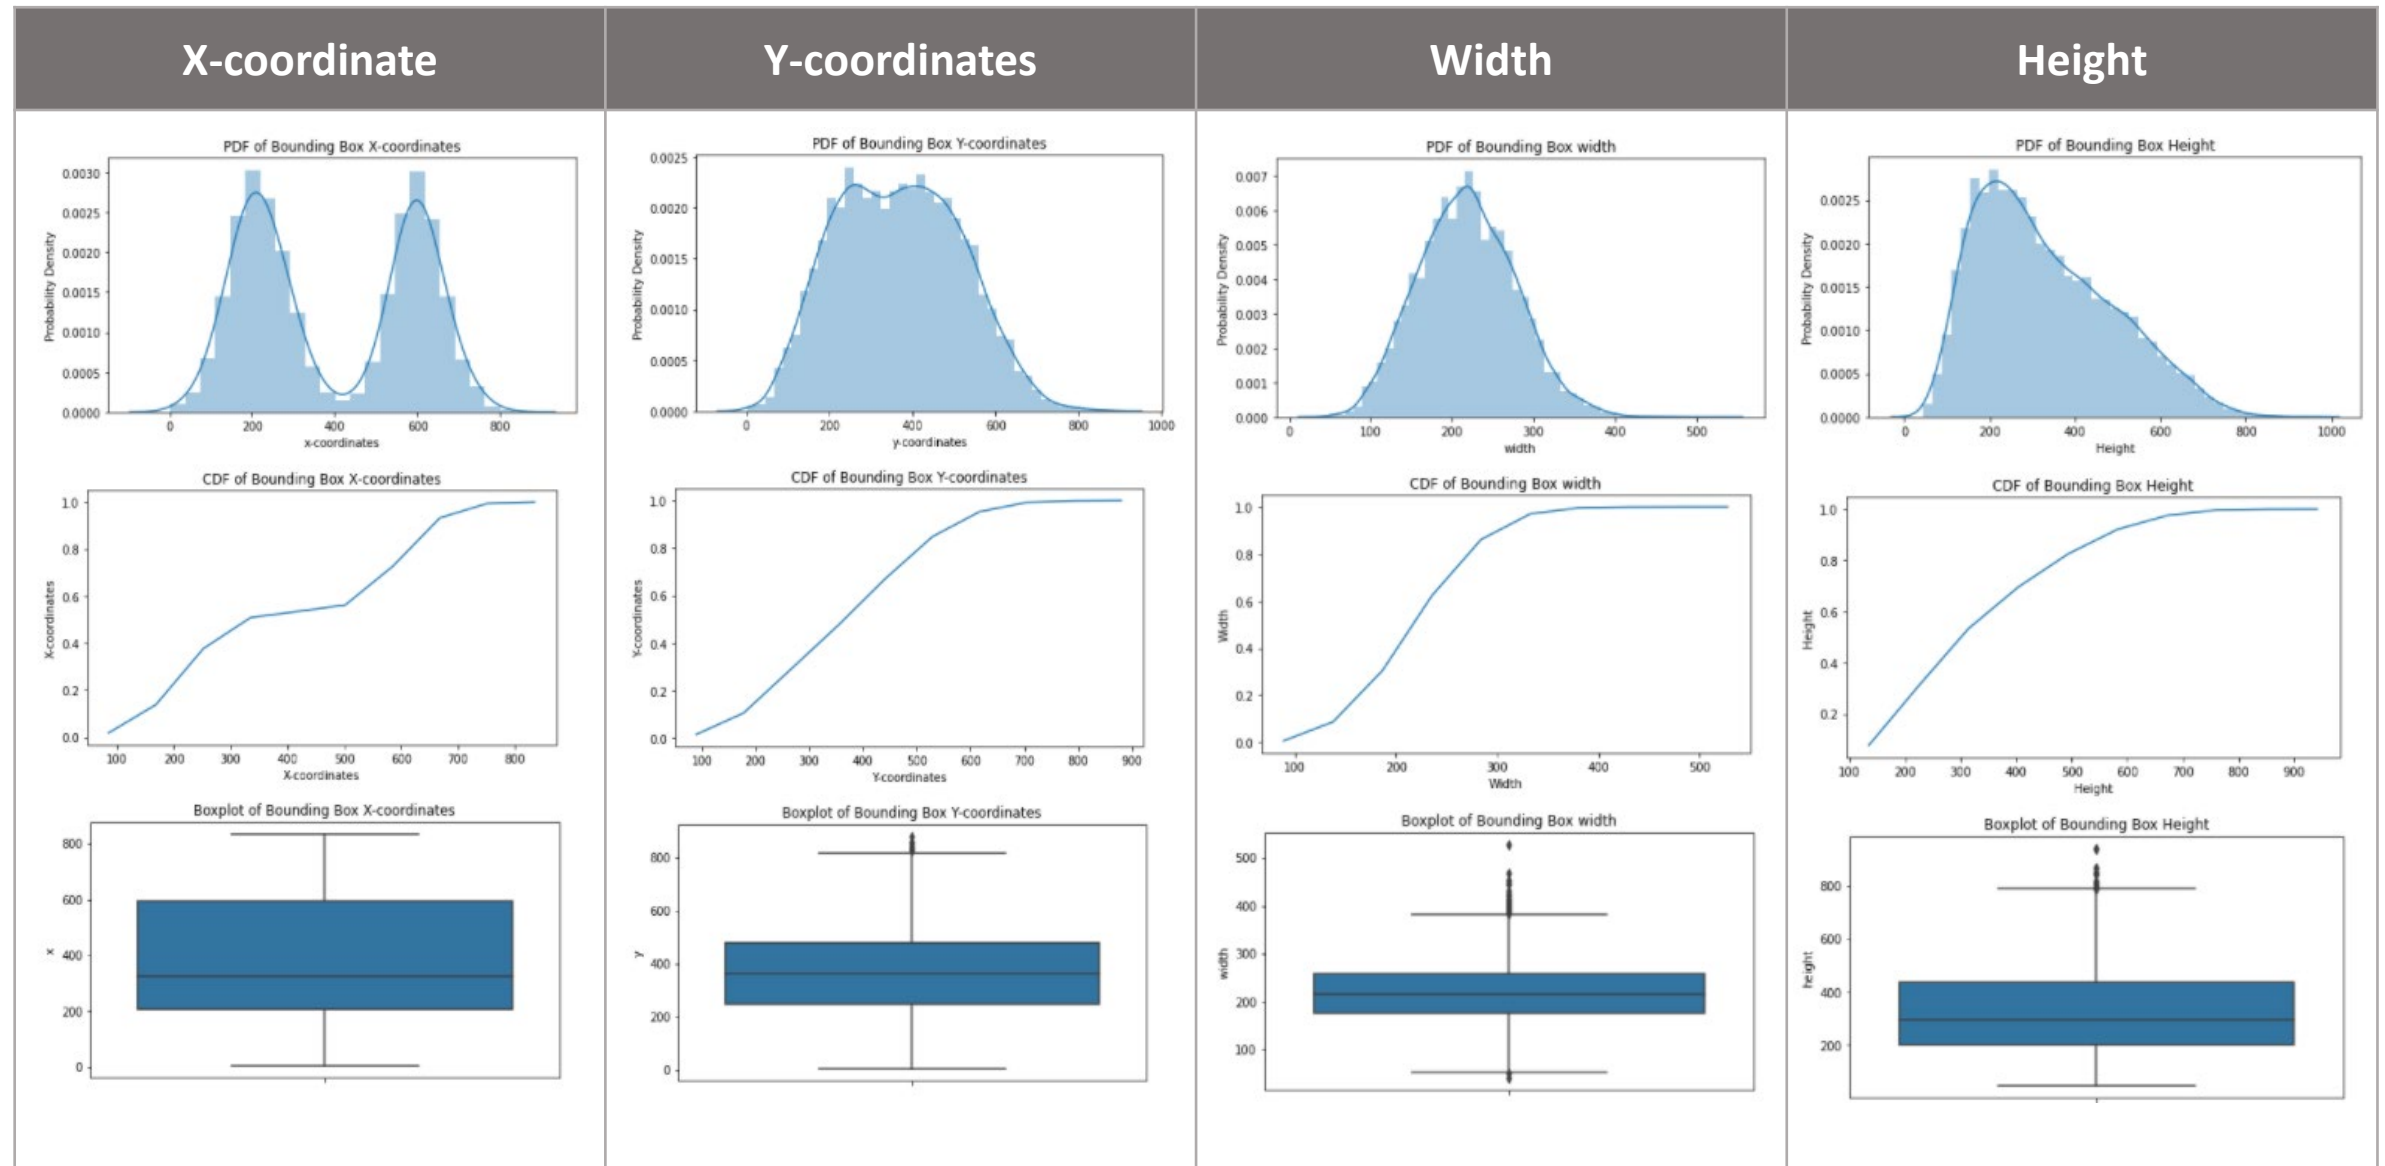 X-coordinate
Y-coordinates
Width
Height
PDF of Bounding Box X-coordinates
0.0030
0.0025
0.0020
0.0015
0.0010
0.0005
0.0000
Probability Density
0 200 400 600 800
x-coordinates
PDF of Bounding Box Y-coordinates
0.0025
0.0020
0.0015
0.0010
0.0005
0.0000
Probability Density
0 200 400 600 800 1000
y-coordinates
PDF of Bounding Box width
0.007
0.006
0.005
0.004
0.003
0.002
0.001
0.000
Probability Density
0 100 200 300 400 500
width
PDF of Bounding Box Height
0.0025
0.0020
0.0015
0.0010
0.0005
0.0000
Probability Density
0 200 400 600 800 1000
Height
CDF of Bounding Box X-coordinates
1.0
0.8
0.6
0.4
0.2
0.0
X-coordinates
100 200 300 400 500 600 700 800
X-coordinates
CDF of Bounding Box Y-coordinates
1.0
0.8
0.6
0.4
0.2
0.0
Y-coordinates
100 200 300 400 500 600 700 800 900
Y-coordinates
CDF of Bounding Box width
1.0
0.8
0.6
0.4
0.2
0.0
Width
100 200 300 400 500
Width
CDF of Bounding Box Height
1.0
0.8
0.6
0.4
0.2
Height
100 200 300 400 500 600 700 800 900
Height
Boxplot of Bounding Box X-coordinates
800
600
400
200
0
x
Boxplot of Bounding Box Y-coordinates
800
600
400
200
0
y
Boxplot of Bounding Box width
500
400
300
200
100
width
Boxplot of Bounding Box Height
800
600
400
200
height